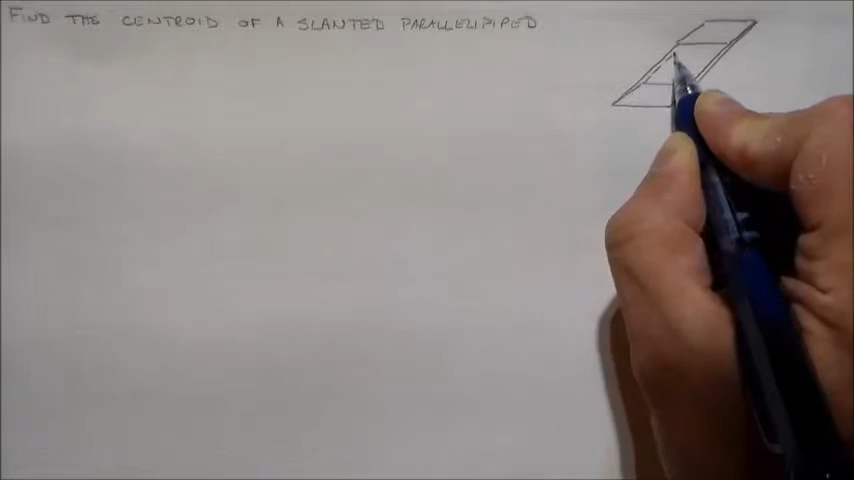 FIND THE CENTROID OF A SLANTED PARALLELIPIPED